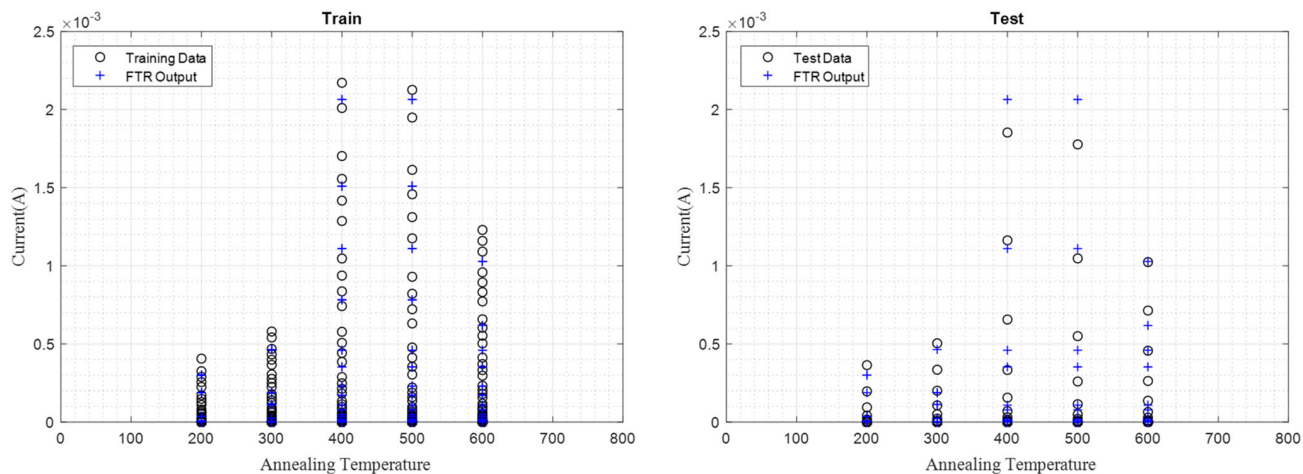 Train
×10⁻³
2.5
2
1.5
1
0.5
0
0 100 200 300 400 500 600 700 800
Current(A)
Annealing Temperature
Training Data
FTR Output
Test
×10⁻³
2.5
2
1.5
1
0.5
0
0 100 200 300 400 500 600 700 800
Current(A)
Annealing Temperature
Test Data
FTR Output